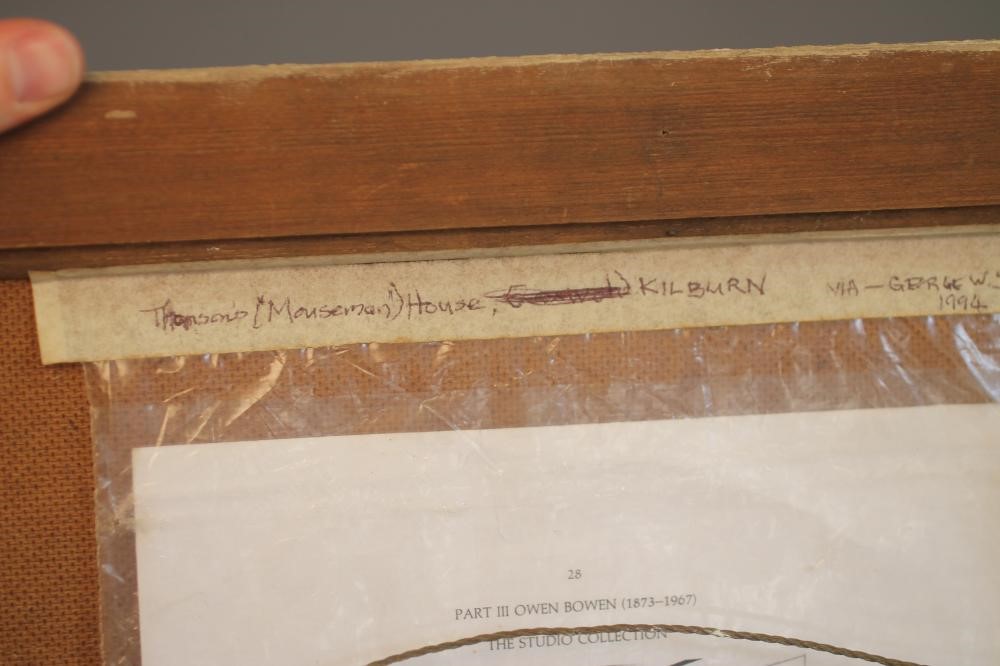 Thomson's ("Mouseman") House, KILBURN
VIA - GEORGE W.
1994
28
PART III OWEN BOWEN (1873–1967)
THE STUDIO COLLECTION